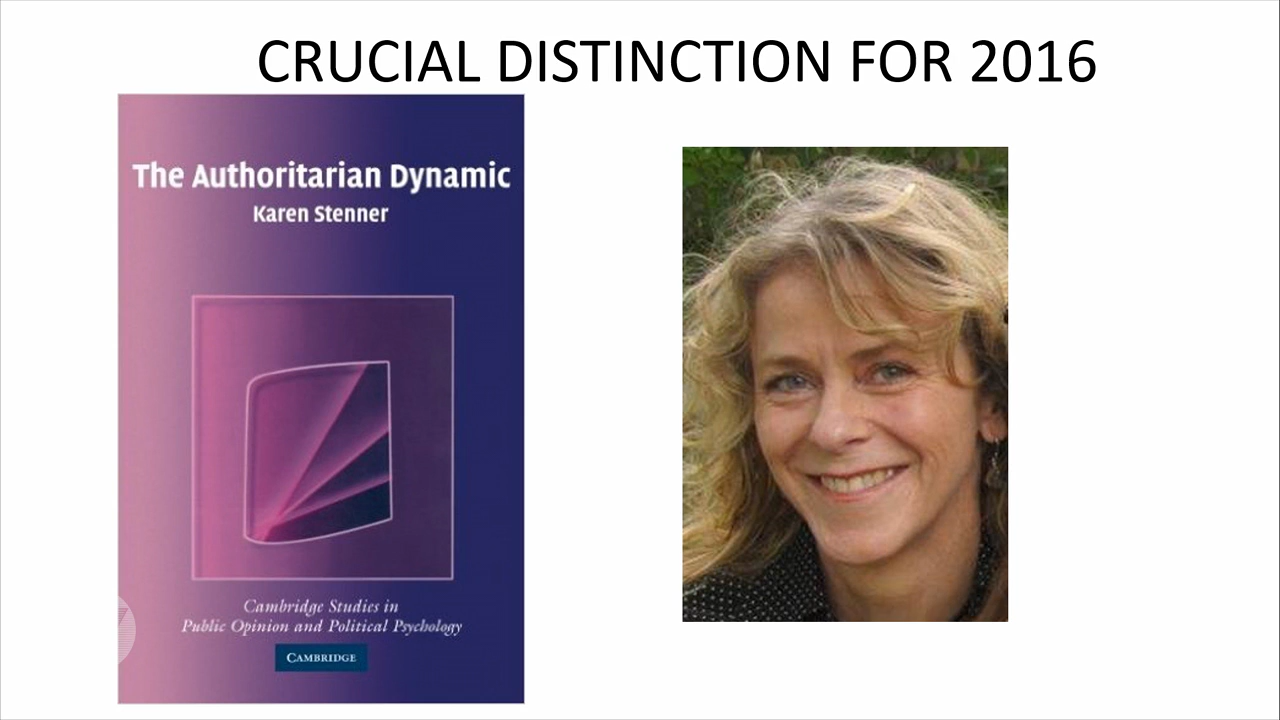 CRUCIAL DISTINCTION FOR 2016
The Authoritarian Dynamic
Karen Stenner
Cambridge Studies in
Public Opinion and Political Psychology
CAMBRIDGE